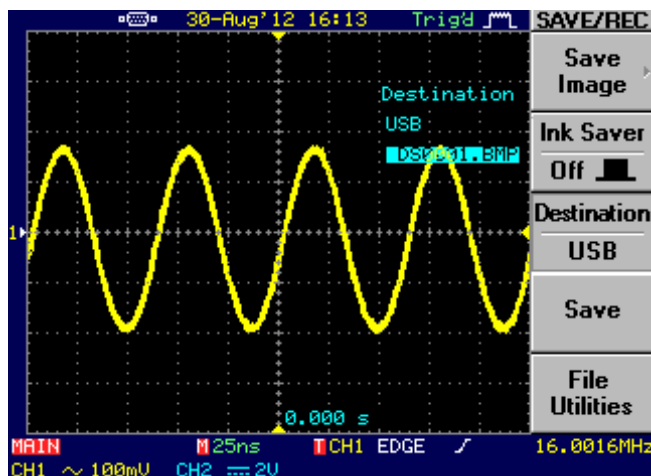 30-Aug'12 16:13 Trig'd
SAVE/REC
Save
Image
Destination
USB
Ink Saver
Off
Destination
USB
1
Save
File
Utilities
0.000 s
MAIN M 25ns T CH1 EDGE 16.0016MHz
CH1 100mV CH2 2V